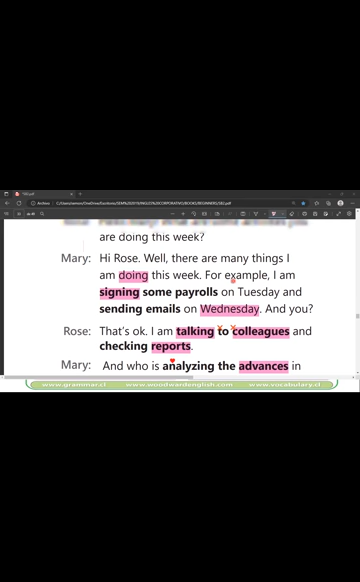 are doing this week?
Mary: Hi Rose. Well, there are many things I
am doing this week. For example, I am
signing some payrolls on Tuesday and
sending emails on Wednesday. And you?
Rose: That's ok. I am talking to colleagues and
checking reports.
Mary: And who is analyzing the advances in
www.grammar.cl www.woodwardenglish.com www.vocabulary.cl